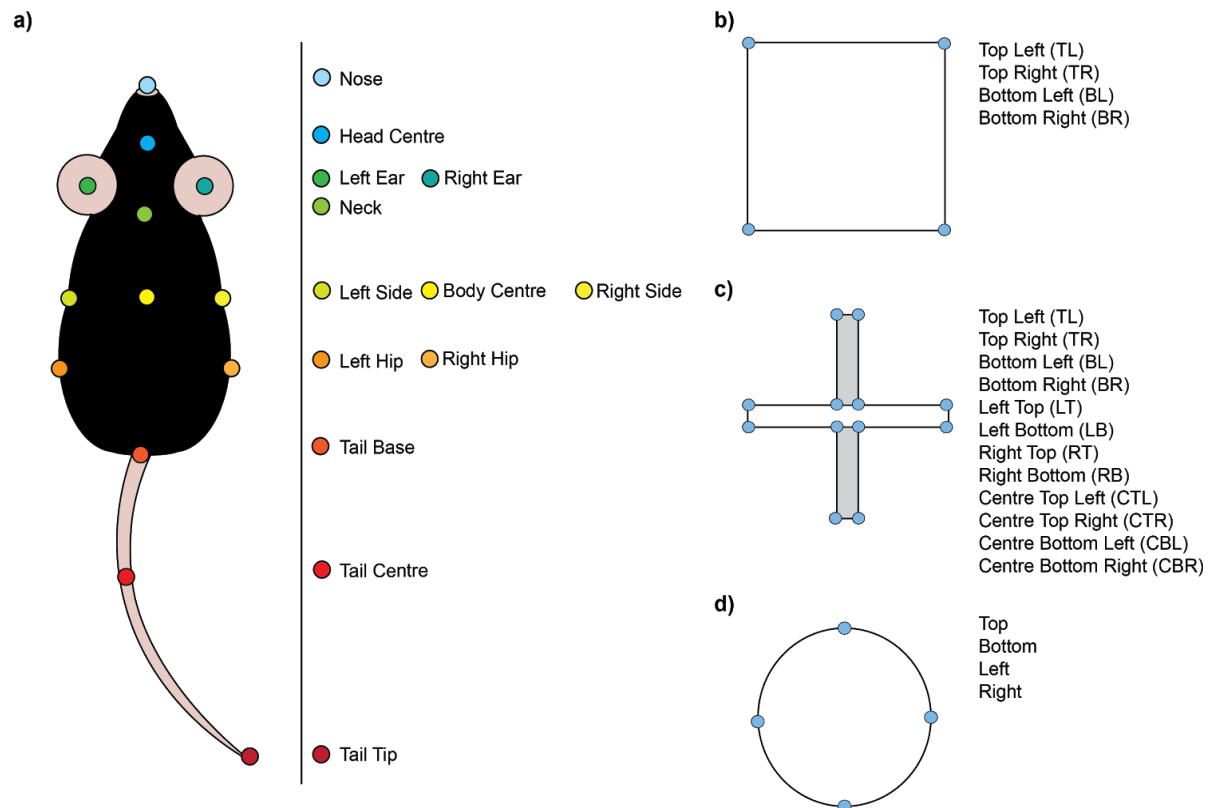 a)
Nose
Head Centre
Left Ear Right Ear
Neck
Left Side Body Centre Right Side
Left Hip Right Hip
Tail Base
Tail Centre
Tail Tip
b)
Top Left (TL)
Top Right (TR)
Bottom Left (BL)
Bottom Right (BR)
c)
Top Left (TL)
Top Right (TR)
Bottom Left (BL)
Bottom Right (BR)
Left Top (LT)
Left Bottom (LB)
Right Top (RT)
Right Bottom (RB)
Centre Top Left (CTL)
Centre Top Right (CTR)
Centre Bottom Left (CBL)
Centre Bottom Right (CBR)
d)
Top
Bottom
Left
Right